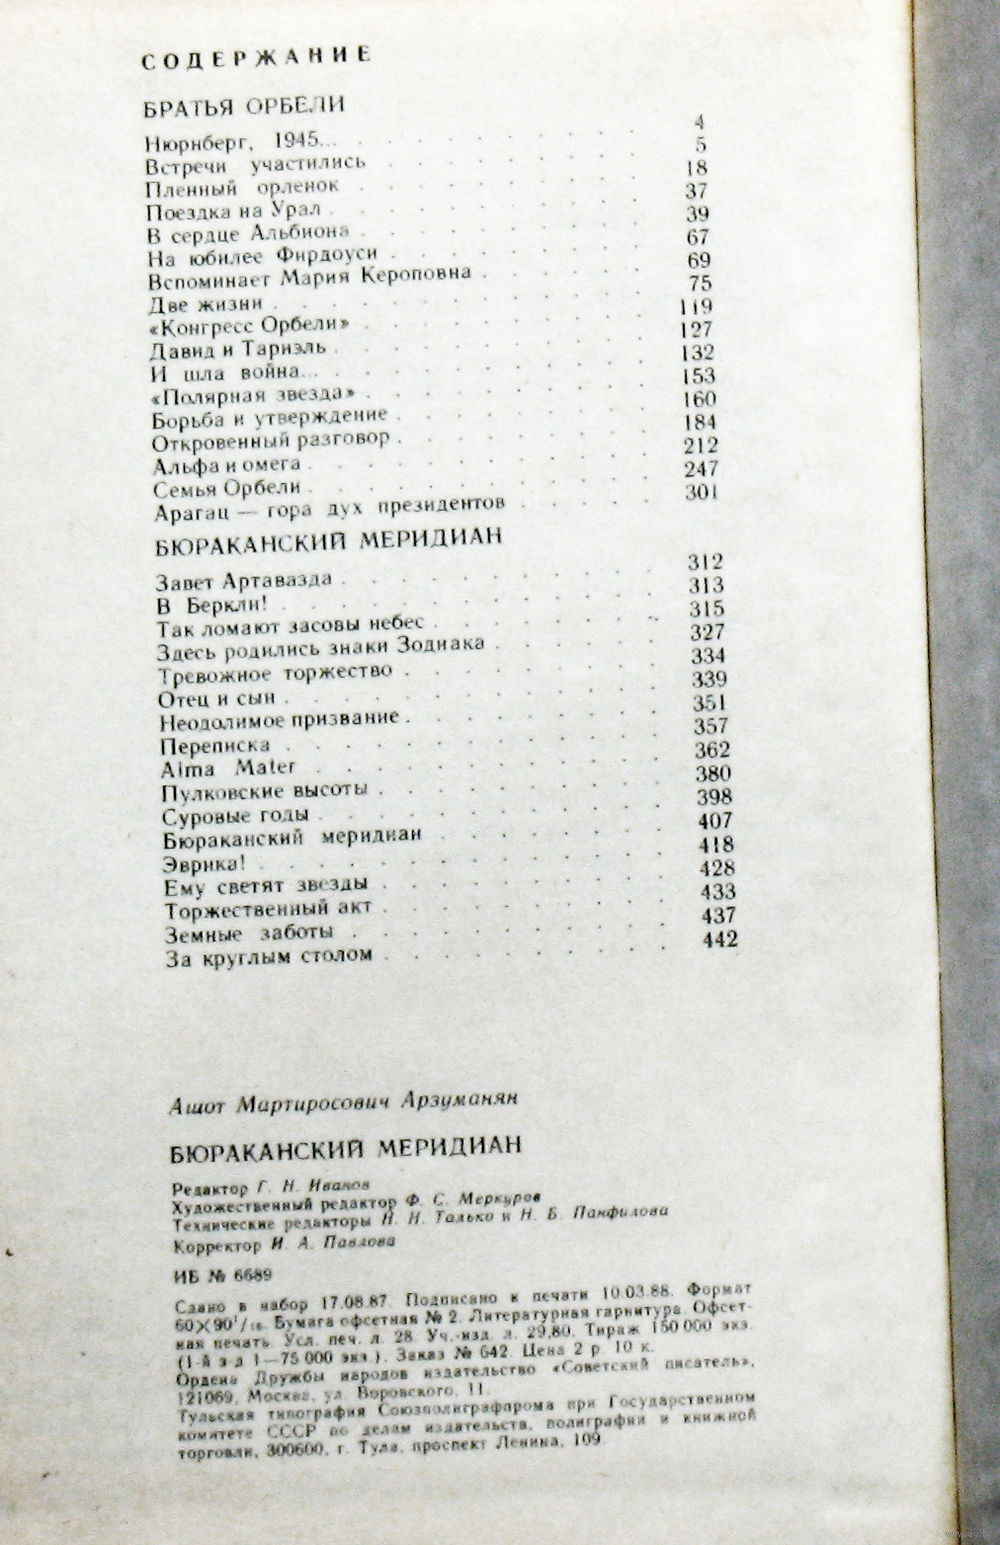 СОДЕРЖАНИЕ
БРАТЬЯ ОРБЕЛИ
Нюрнберг, 1945... 4
Встречи участились 5
Пленный орленок 18
Поездка на Урал 37
В сердце Альбиона 39
На юбилее Фирдоуси 67
Вспоминает Мария Кероповна 69
Две жизни 75
«Конгресс Орбели» 119
Давид и Тариэль 127
И шла война... 132
«Полярная звезда» 153
Борьба и утверждение 160
Откровенный разговор 184
Альфа и омега 212
Семья Орбели 247
Арагац — гора дух президентов 301
БЮРАКАНСКИЙ МЕРИДИАН
Завет Артавазда 312
В Беркли! 313
Так ломают засовы небес 315
Здесь родились знаки Зодиака 327
Тревожное торжество 334
Отец и сын 339
Неодолимое призвание 351
Переписка 357
Alma Mater 362
Пулковские высоты 380
Суровые годы 398
Бюраканский меридиан 407
Эврика! 418
Ему светят звезды 428
Торжественный акт 433
Земные заботы 437
За круглым столом 442
Ашот Мартиросович Арзуманян
БЮРАКАНСКИЙ МЕРИДИАН
Редактор Г. Н. Иванов
Художественный редактор Ф. С. Меркуров
Технические редакторы Н. Н. Талько и Н. Б. Панфилова
Корректор И. А. Павлова
ИБ № 6689
Сдано в набор 17.08.87. Подписано к печати 10.03.88. Формат
60×90¹/₁₆. Бумага офсетная № 2. Литературная гарнитура. Офсет-
ная печать. Усл. печ. л. 28. Уч.-изд. л. 29,80. Тираж 150 000 экз.
(1-й з-д 1—75 000 экз.). Заказ № 642. Цена 2 р. 10 к.
Ордена Дружбы народов издательство «Советский писатель»,
121069, Москва, ул. Воровского, 11.
Тульская типография Союзполиграфпрома при Государственном
комитете СССР по делам издательств, полиграфии и книжной
торговли, 300600, г. Тула, проспект Ленина, 109.